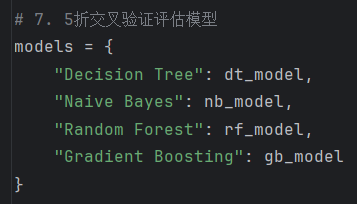 # 7. 5折交叉验证评估模型
models = {
    "Decision Tree": dt_model,
    "Naive Bayes": nb_model,
    "Random Forest": rf_model,
    "Gradient Boosting": gb_model
}